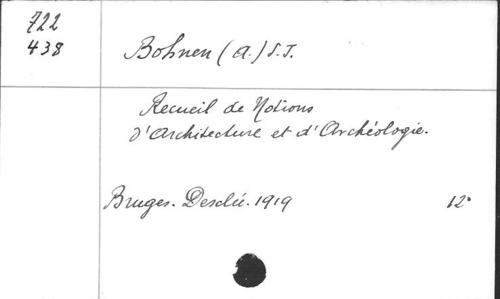 722
438
Bohnen (A.) S.J.
Recueil de Notions
d'Architecture et d'Archéologie.
Bruges. Desclée. 1919 12°